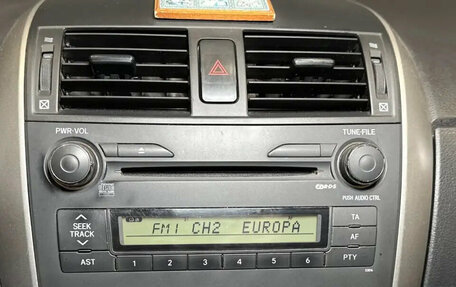 PWR·VOL
TUNE·FILE
R·D·S
PUSH AUDIO CTRL
SEEK
TRACK
FM1 CH2 EUROPA
TA
AF
AST
1 2 3 4 5 6
PTY